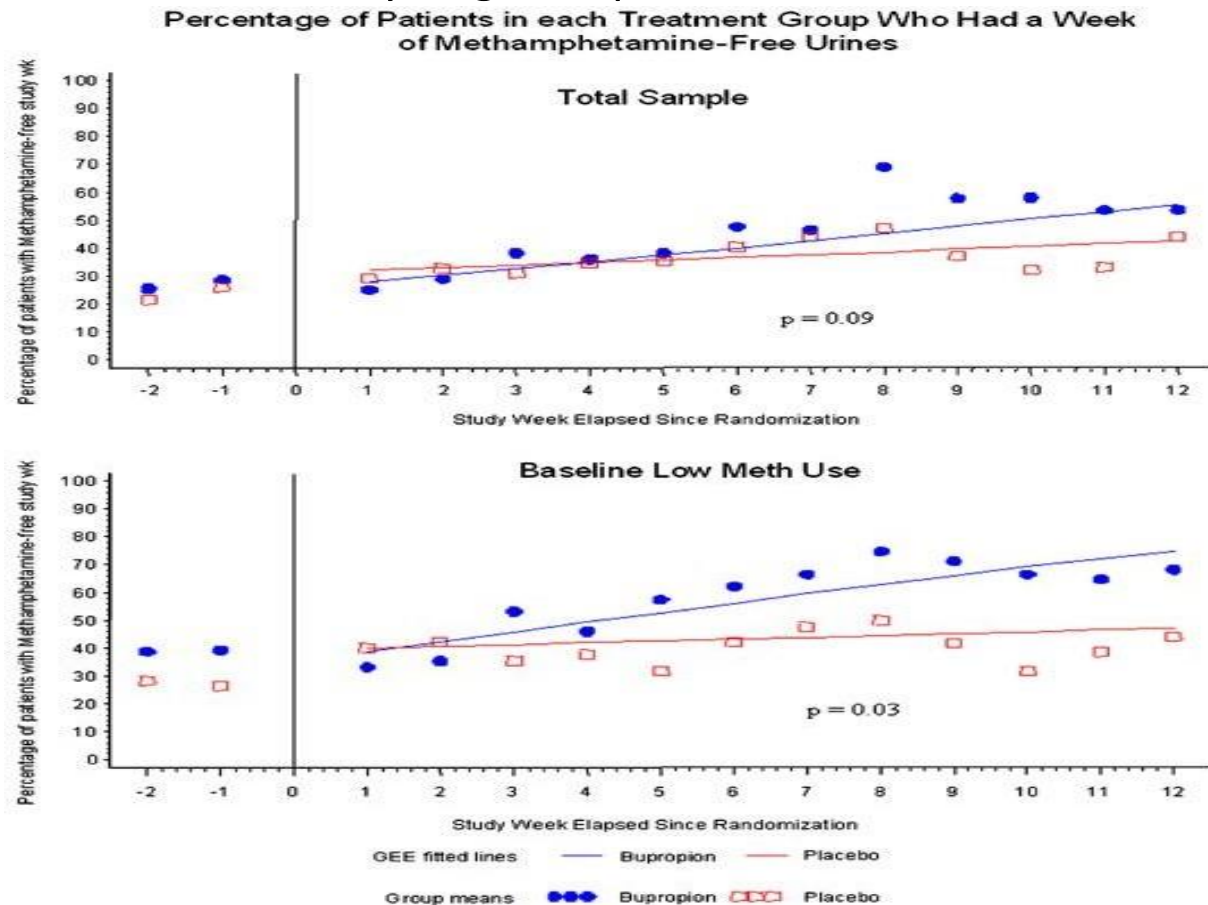 Percentage of Patients in each Treatment Group Who Had a Week
of Methamphetamine-Free Urines
Percentage of patients with Methamphetamine-free study wk
Total Sample
100
90
80
70
60
50
40
30
20
10
0
p = 0.09
-2 -1 0 1 2 3 4 5 6 7 8 9 10 11 12
Study Week Elapsed Since Randomization
Percentage of patients with Methamphetamine-free study wk
Baseline Low Meth Use
100
90
80
70
60
50
40
30
20
10
0
p = 0.03
-2 -1 0 1 2 3 4 5 6 7 8 9 10 11 12
Study Week Elapsed Since Randomization
GEE fitted lines Bupropion Placebo
Group means Bupropion Placebo